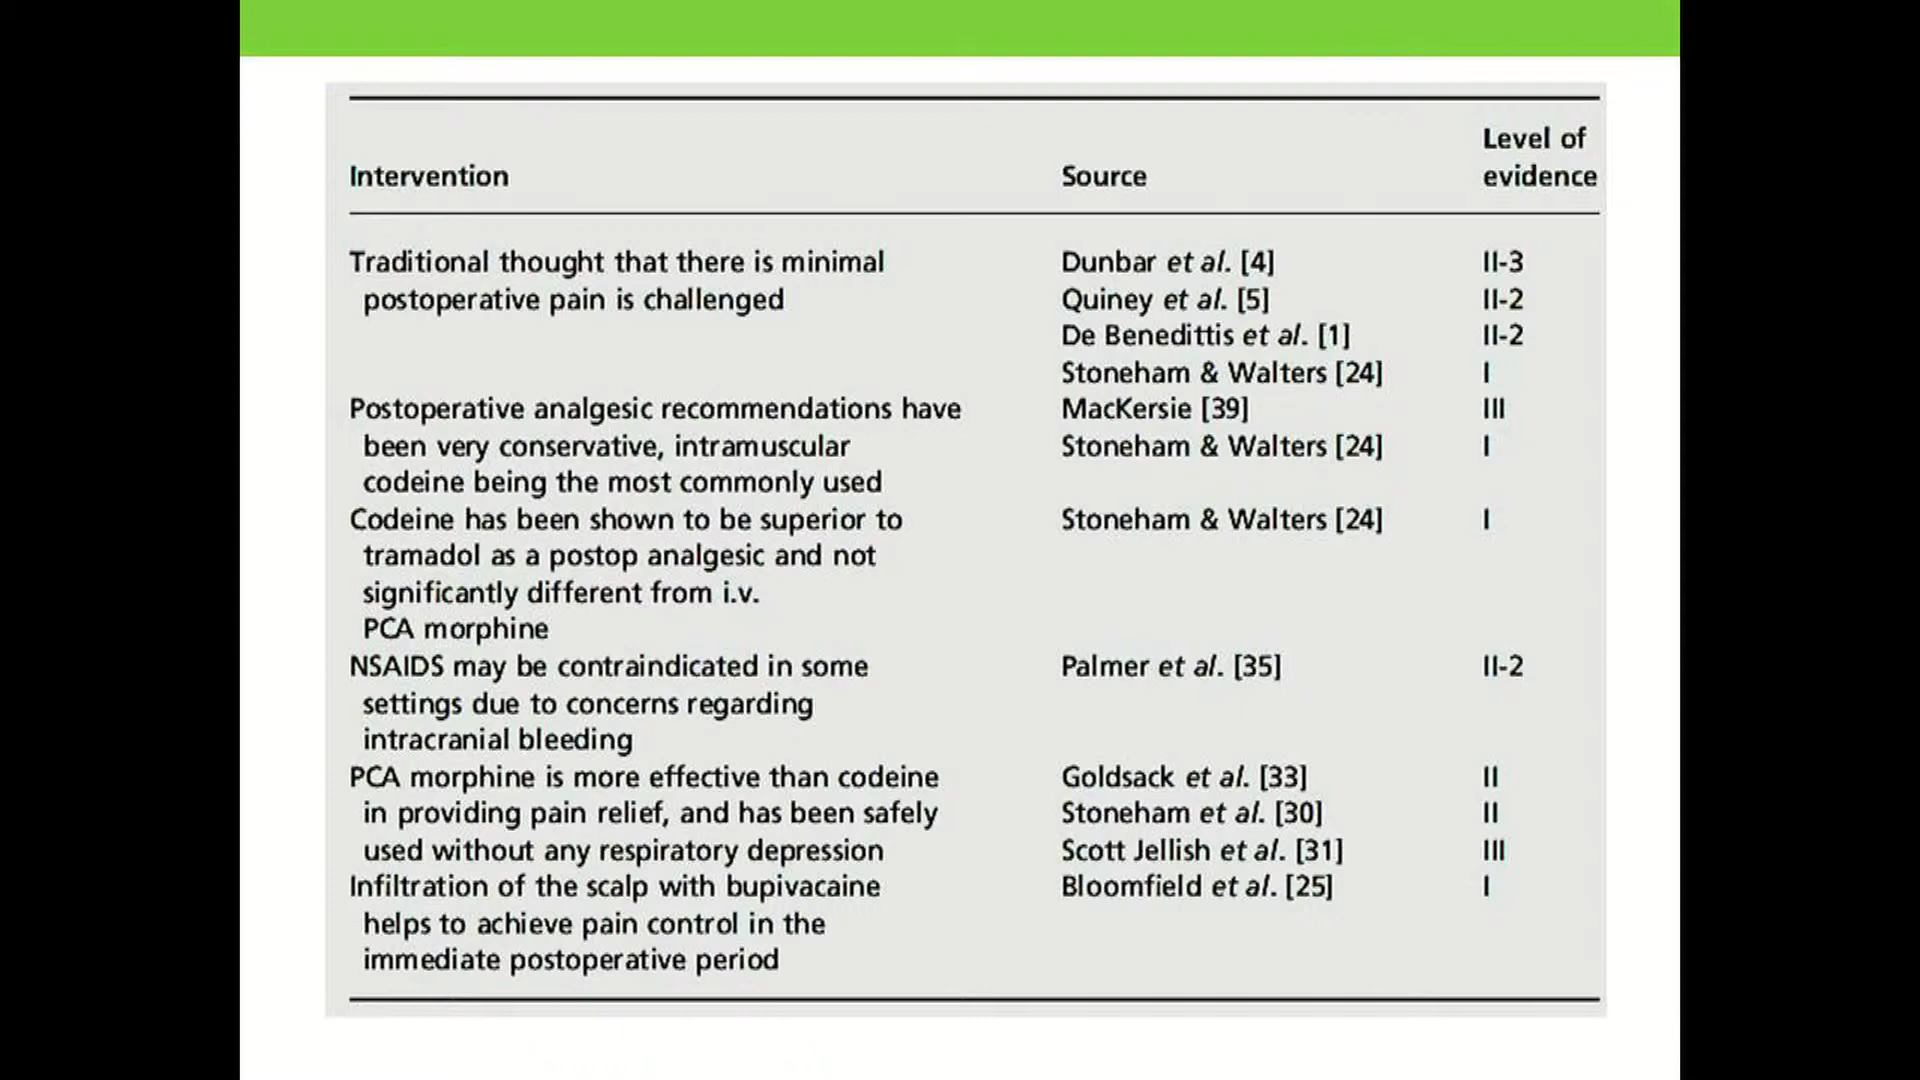 Intervention Source Level of evidence
Traditional thought that there is minimal Dunbar et al. [4] II-3
postoperative pain is challenged Quiney et al. [5] II-2
De Benedittis et al. [1] II-2
Stoneham & Walters [24] I
Postoperative analgesic recommendations have MacKersie [39] III
been very conservative, intramuscular Stoneham & Walters [24] I
codeine being the most commonly used
Codeine has been shown to be superior to Stoneham & Walters [24] I
tramadol as a postop analgesic and not
significantly different from i.v.
PCA morphine
NSAIDS may be contraindicated in some Palmer et al. [35] II-2
settings due to concerns regarding
intracranial bleeding
PCA morphine is more effective than codeine Goldsack et al. [33] II
in providing pain relief, and has been safely Stoneham et al. [30] II
used without any respiratory depression Scott Jellish et al. [31] III
Infiltration of the scalp with bupivacaine Bloomfield et al. [25] I
helps to achieve pain control in the
immediate postoperative period